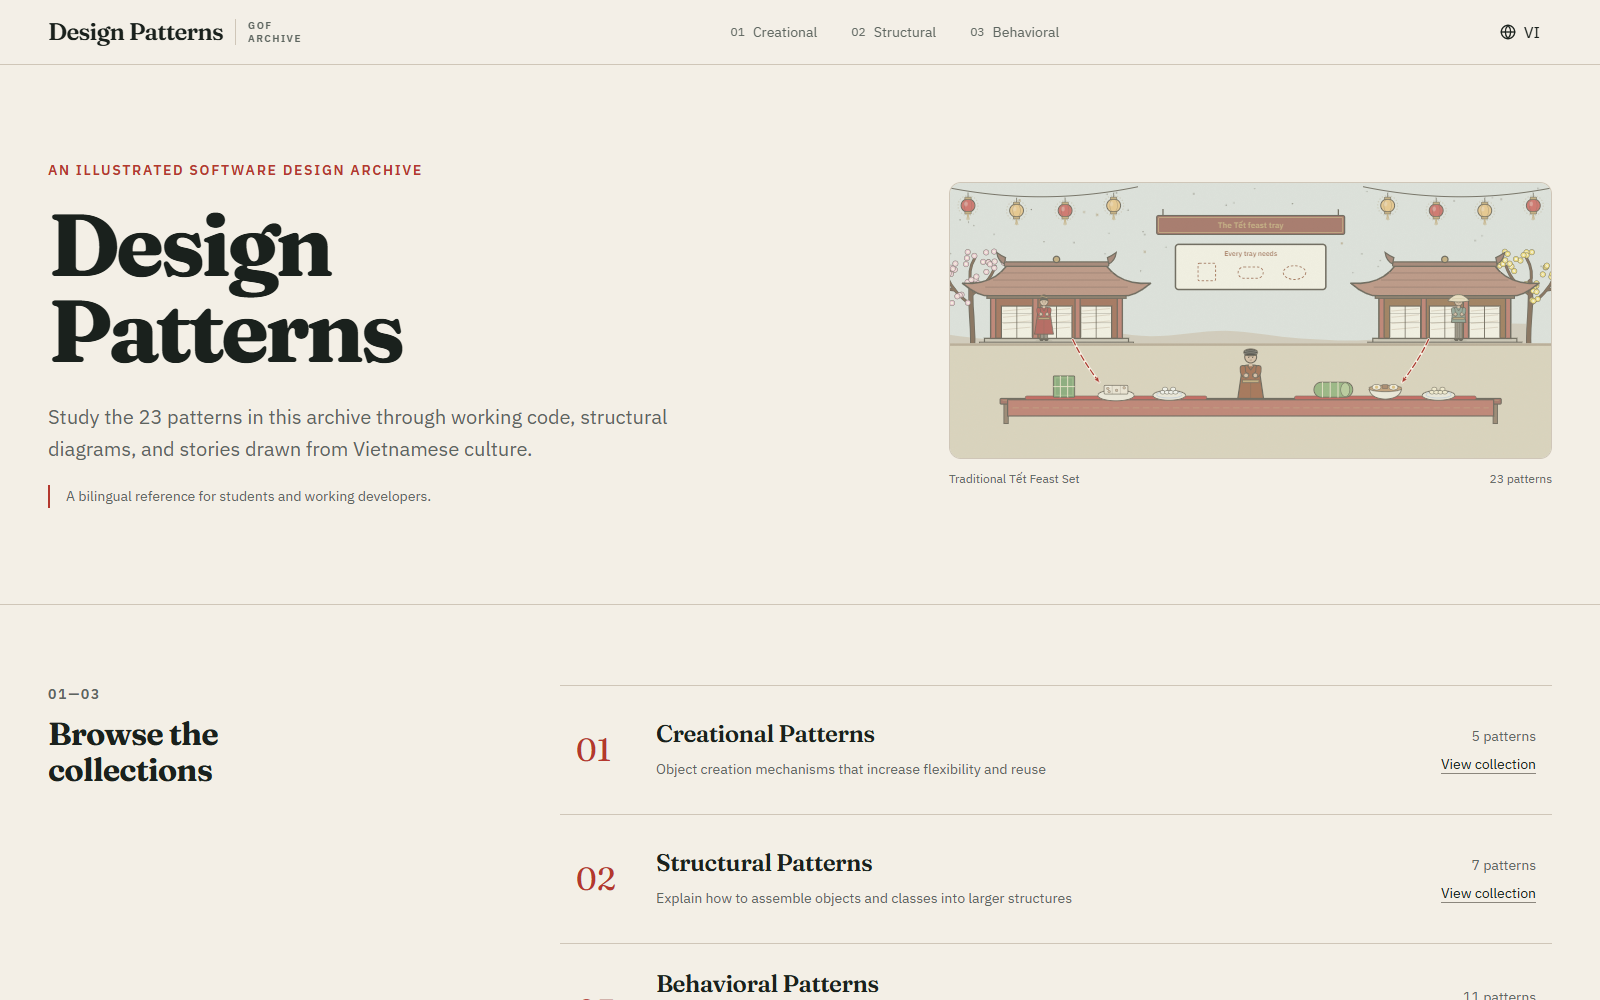 Design Patterns
GOF
ARCHIVE
01 Creational
02 Structural
03 Behavioral
VI
AN ILLUSTRATED SOFTWARE DESIGN ARCHIVE
Design
Patterns
Study the 23 patterns in this archive through working code, structural
diagrams, and stories drawn from Vietnamese culture.
A bilingual reference for students and working developers.
The Tết feast tray
Every tray needs
Traditional Tết Feast Set
23 patterns
01—03
Browse the
collections
01
Creational Patterns
Object creation mechanisms that increase flexibility and reuse
5 patterns
View collection
02
Structural Patterns
Explain how to assemble objects and classes into larger structures
7 patterns
View collection
Behavioral Patterns
11 patterns